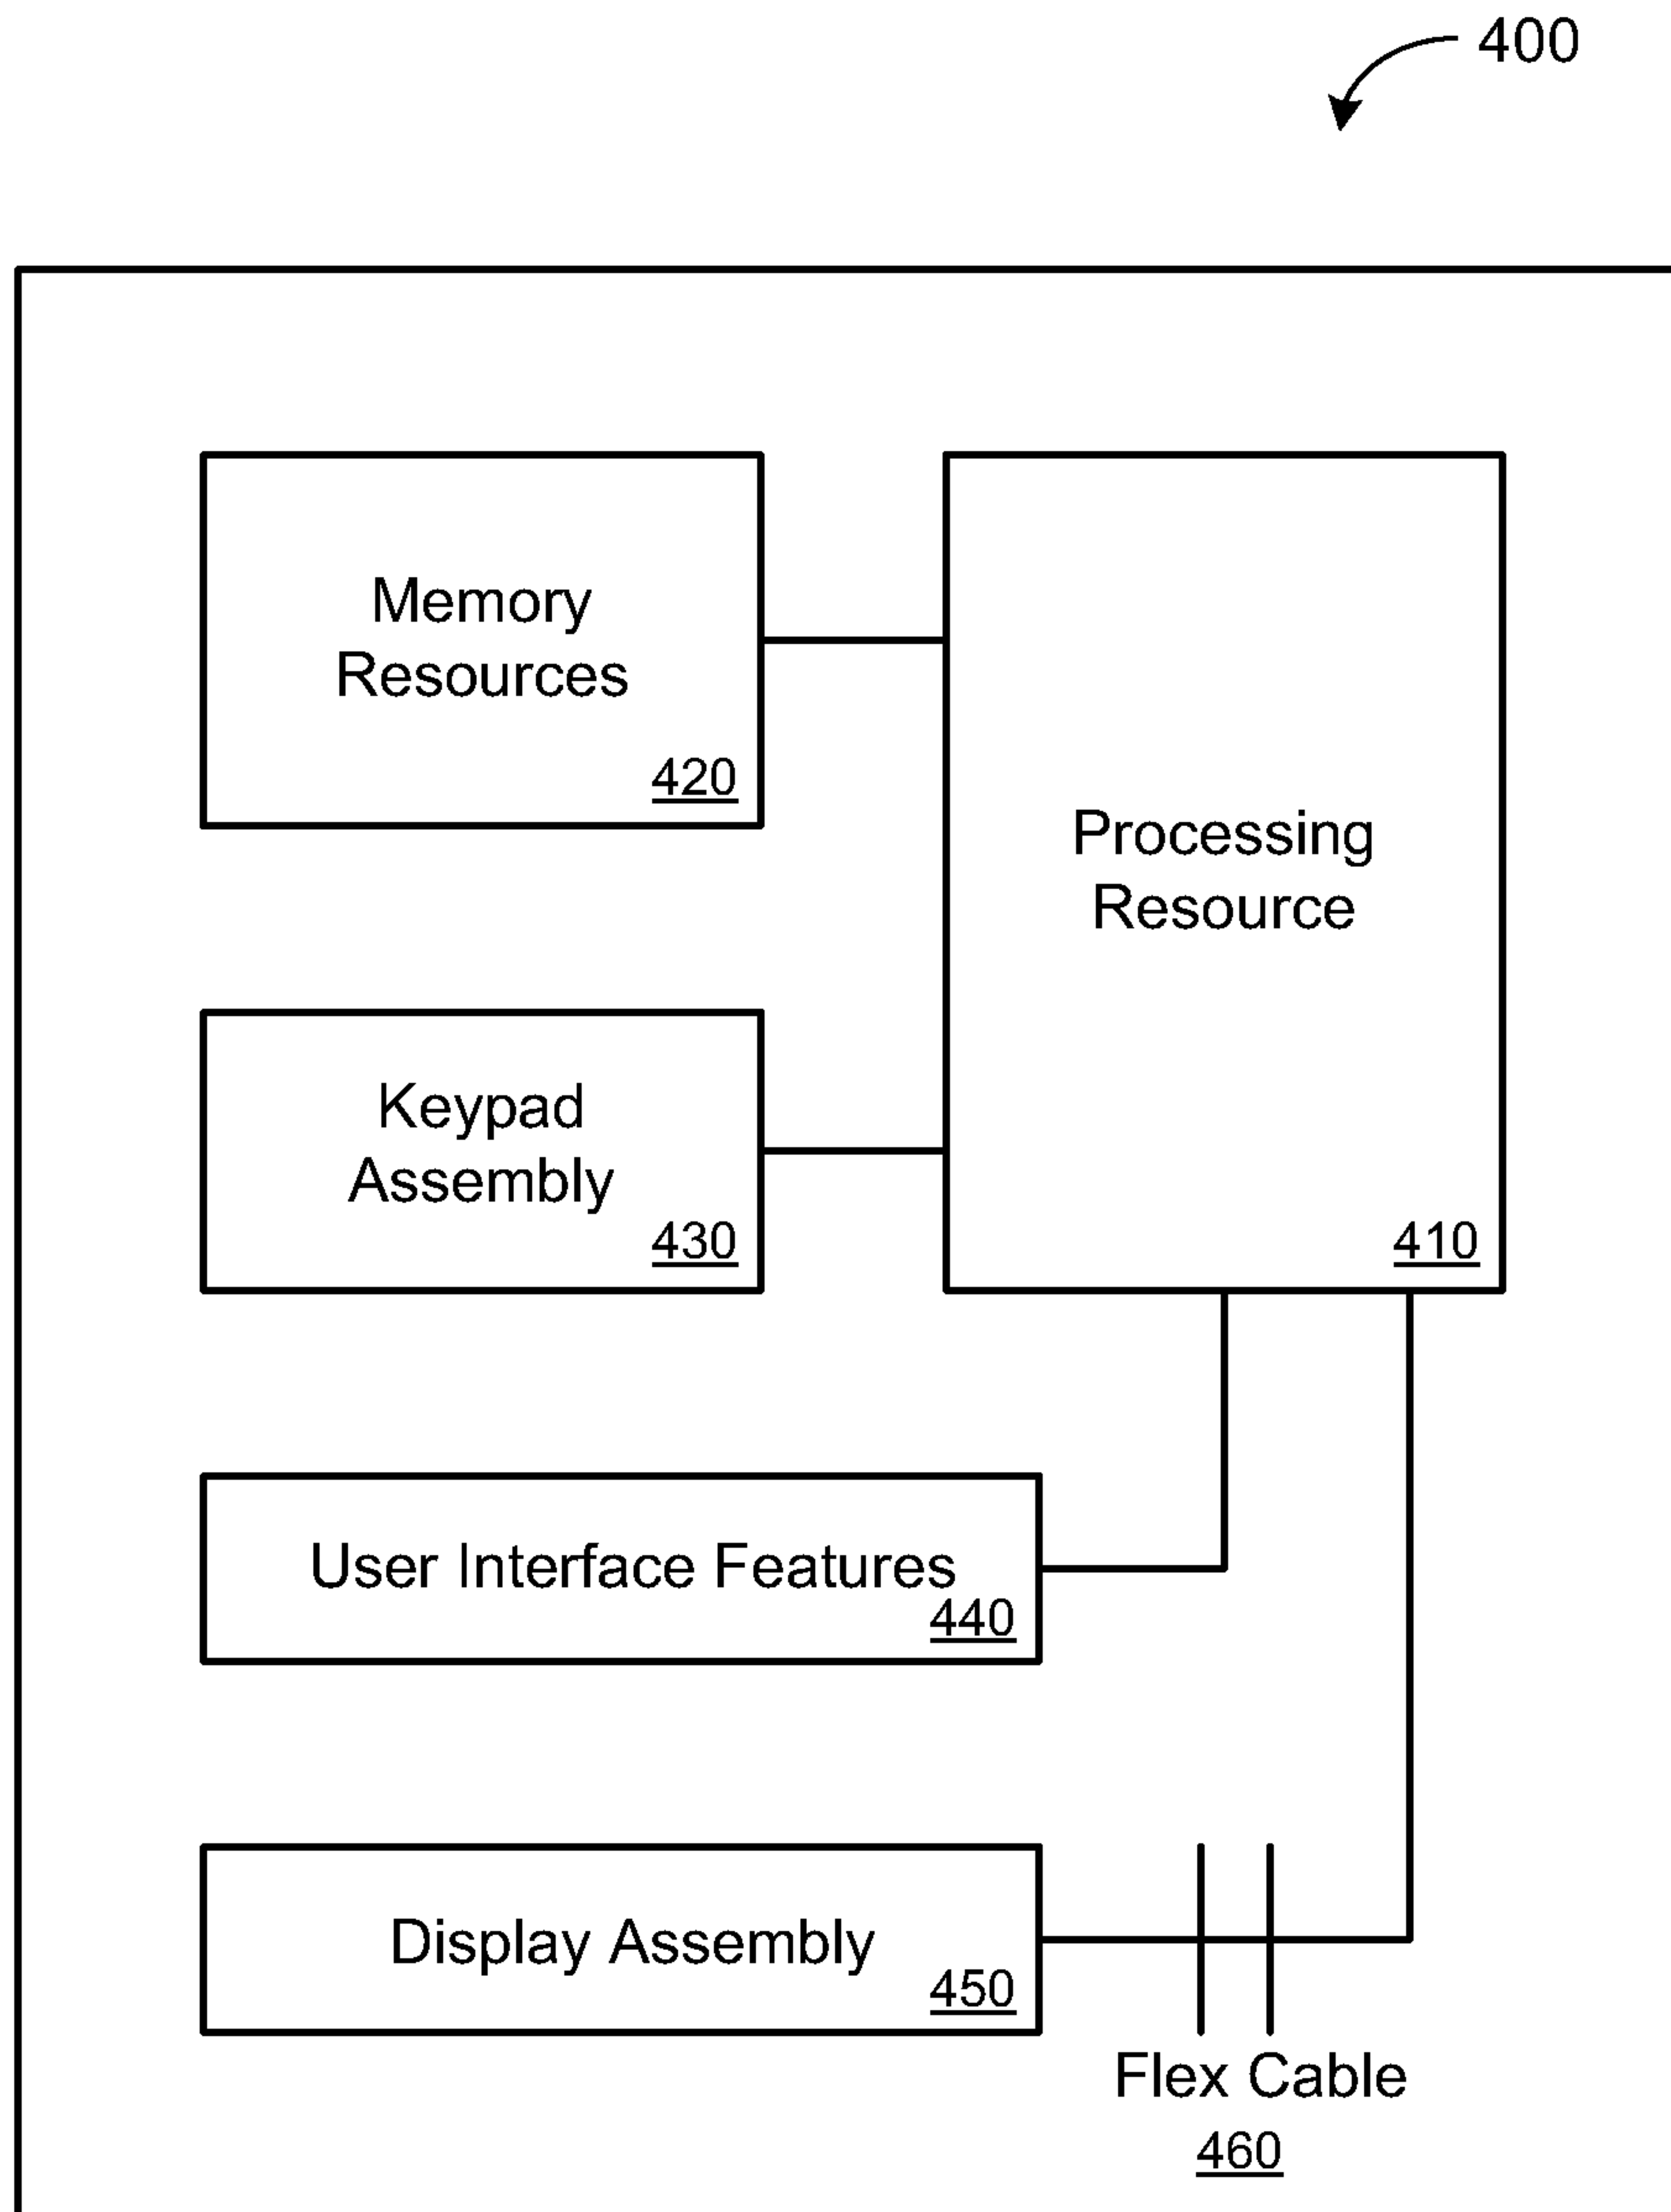 400
Memory
Resources
420
Processing
Resource
410
Keypad
Assembly
430
User Interface Features
440
Display Assembly
450
Flex Cable
460